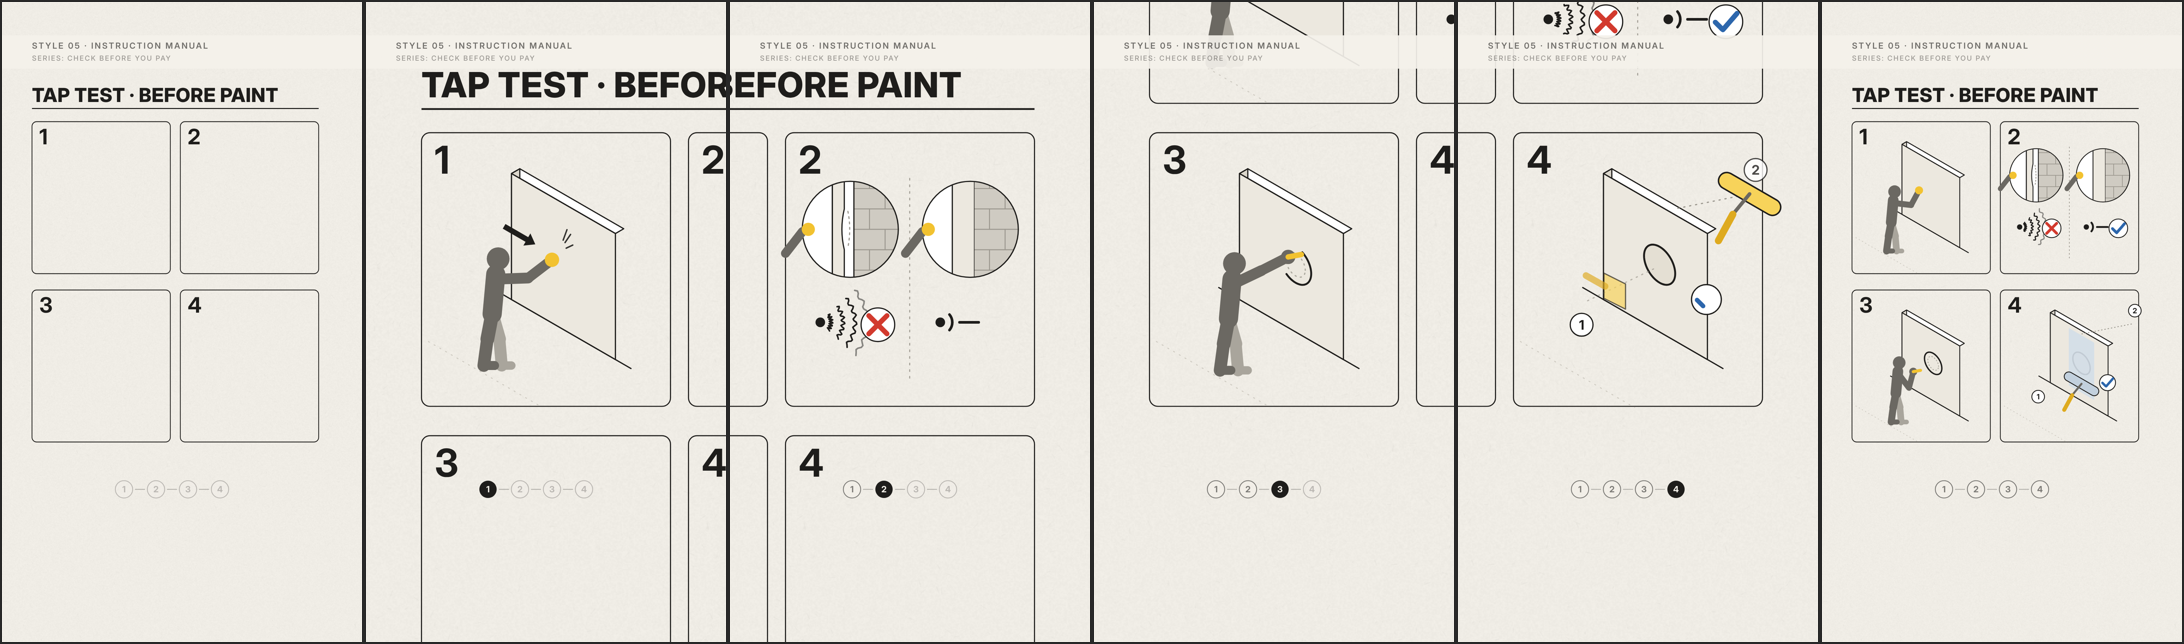 STYLE 05 · INSTRUCTION MANUAL
SERIES: CHECK BEFORE YOU PAY
TAP TEST · BEFORE PAINT
1
2
3
4
1 2 3 4
STYLE 05 · INSTRUCTION MANUAL
SERIES: CHECK BEFORE YOU PAY
TAP TEST · BEFOR
1
2
3
4
1 2 3 4
STYLE 05 · INSTRUCTION MANUAL
SERIES: CHECK BEFORE YOU PAY
EFORE PAINT
2
4
1 2 3 4
STYLE 05 · INSTRUCTION MANUAL
SERIES: CHECK BEFORE YOU PAY
3
4
1 2 3 4
STYLE 05 · INSTRUCTION MANUAL
SERIES: CHECK BEFORE YOU PAY
4
2
1
1 2 3 4
STYLE 05 · INSTRUCTION MANUAL
SERIES: CHECK BEFORE YOU PAY
TAP TEST · BEFORE PAINT
1
2
3
4
2
1
1 2 3 4